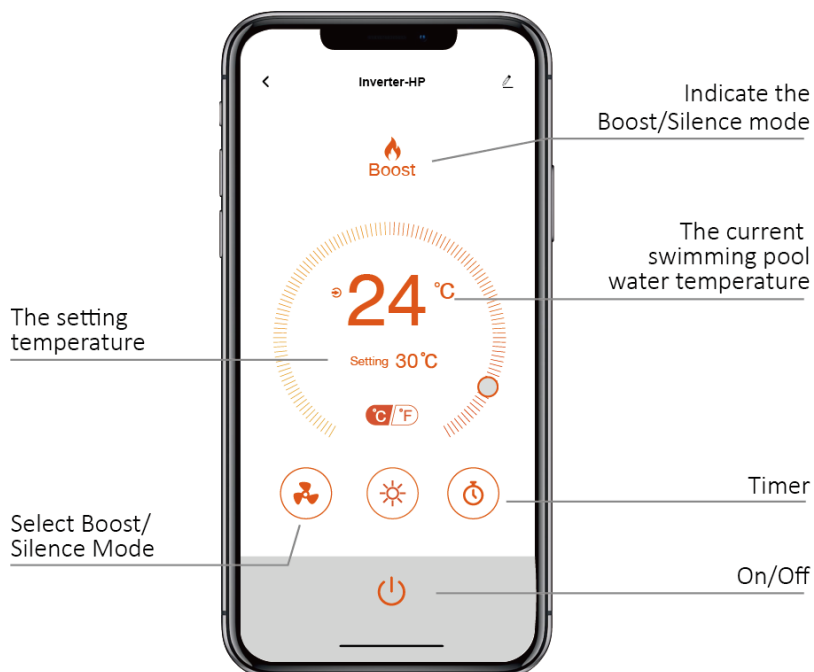 Inverter-HP
Indicate the
Boost/Silence mode
Boost
The current
swimming pool
water temperature
24 °C
The setting
temperature
Setting 30°C
°C/°F
Timer
Select Boost/
Silence Mode
On/Off